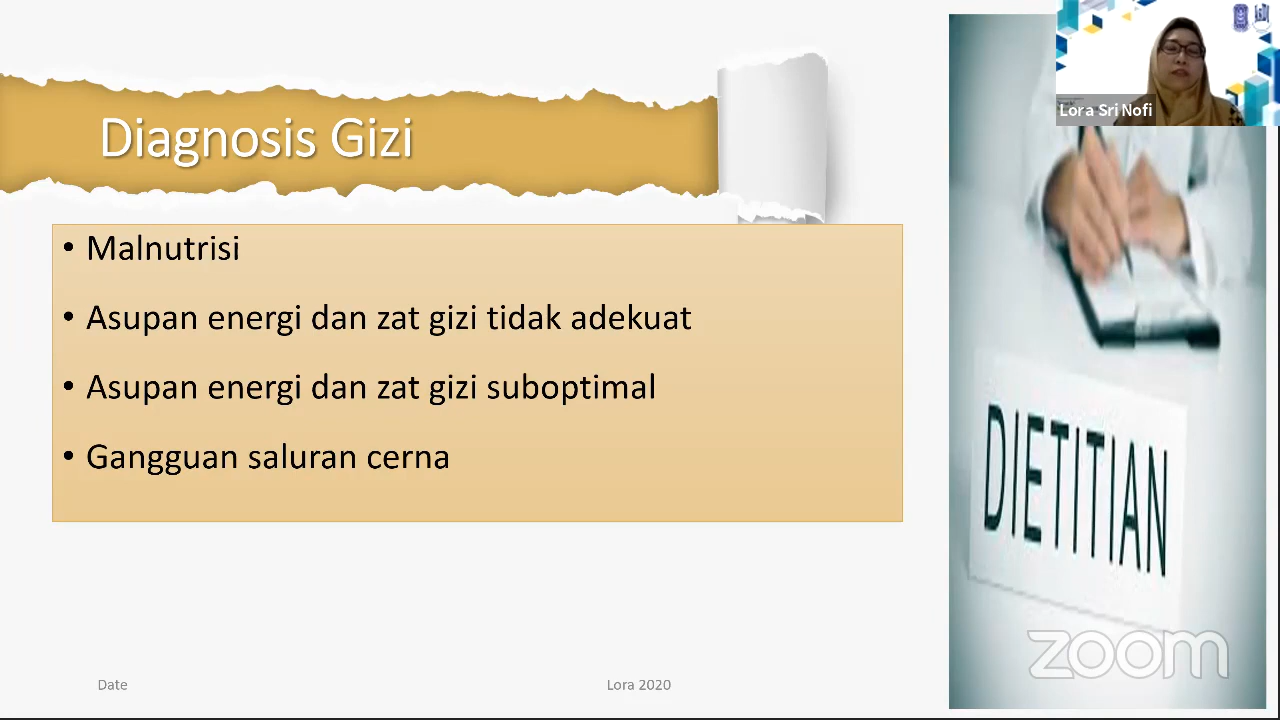 Diagnosis Gizi
• Malnutrisi
• Asupan energi dan zat gizi tidak adekuat
• Asupan energi dan zat gizi suboptimal
• Gangguan saluran cerna
Date
Lora 2020
Lora Sri Nofi
DIETITIAN
zoom